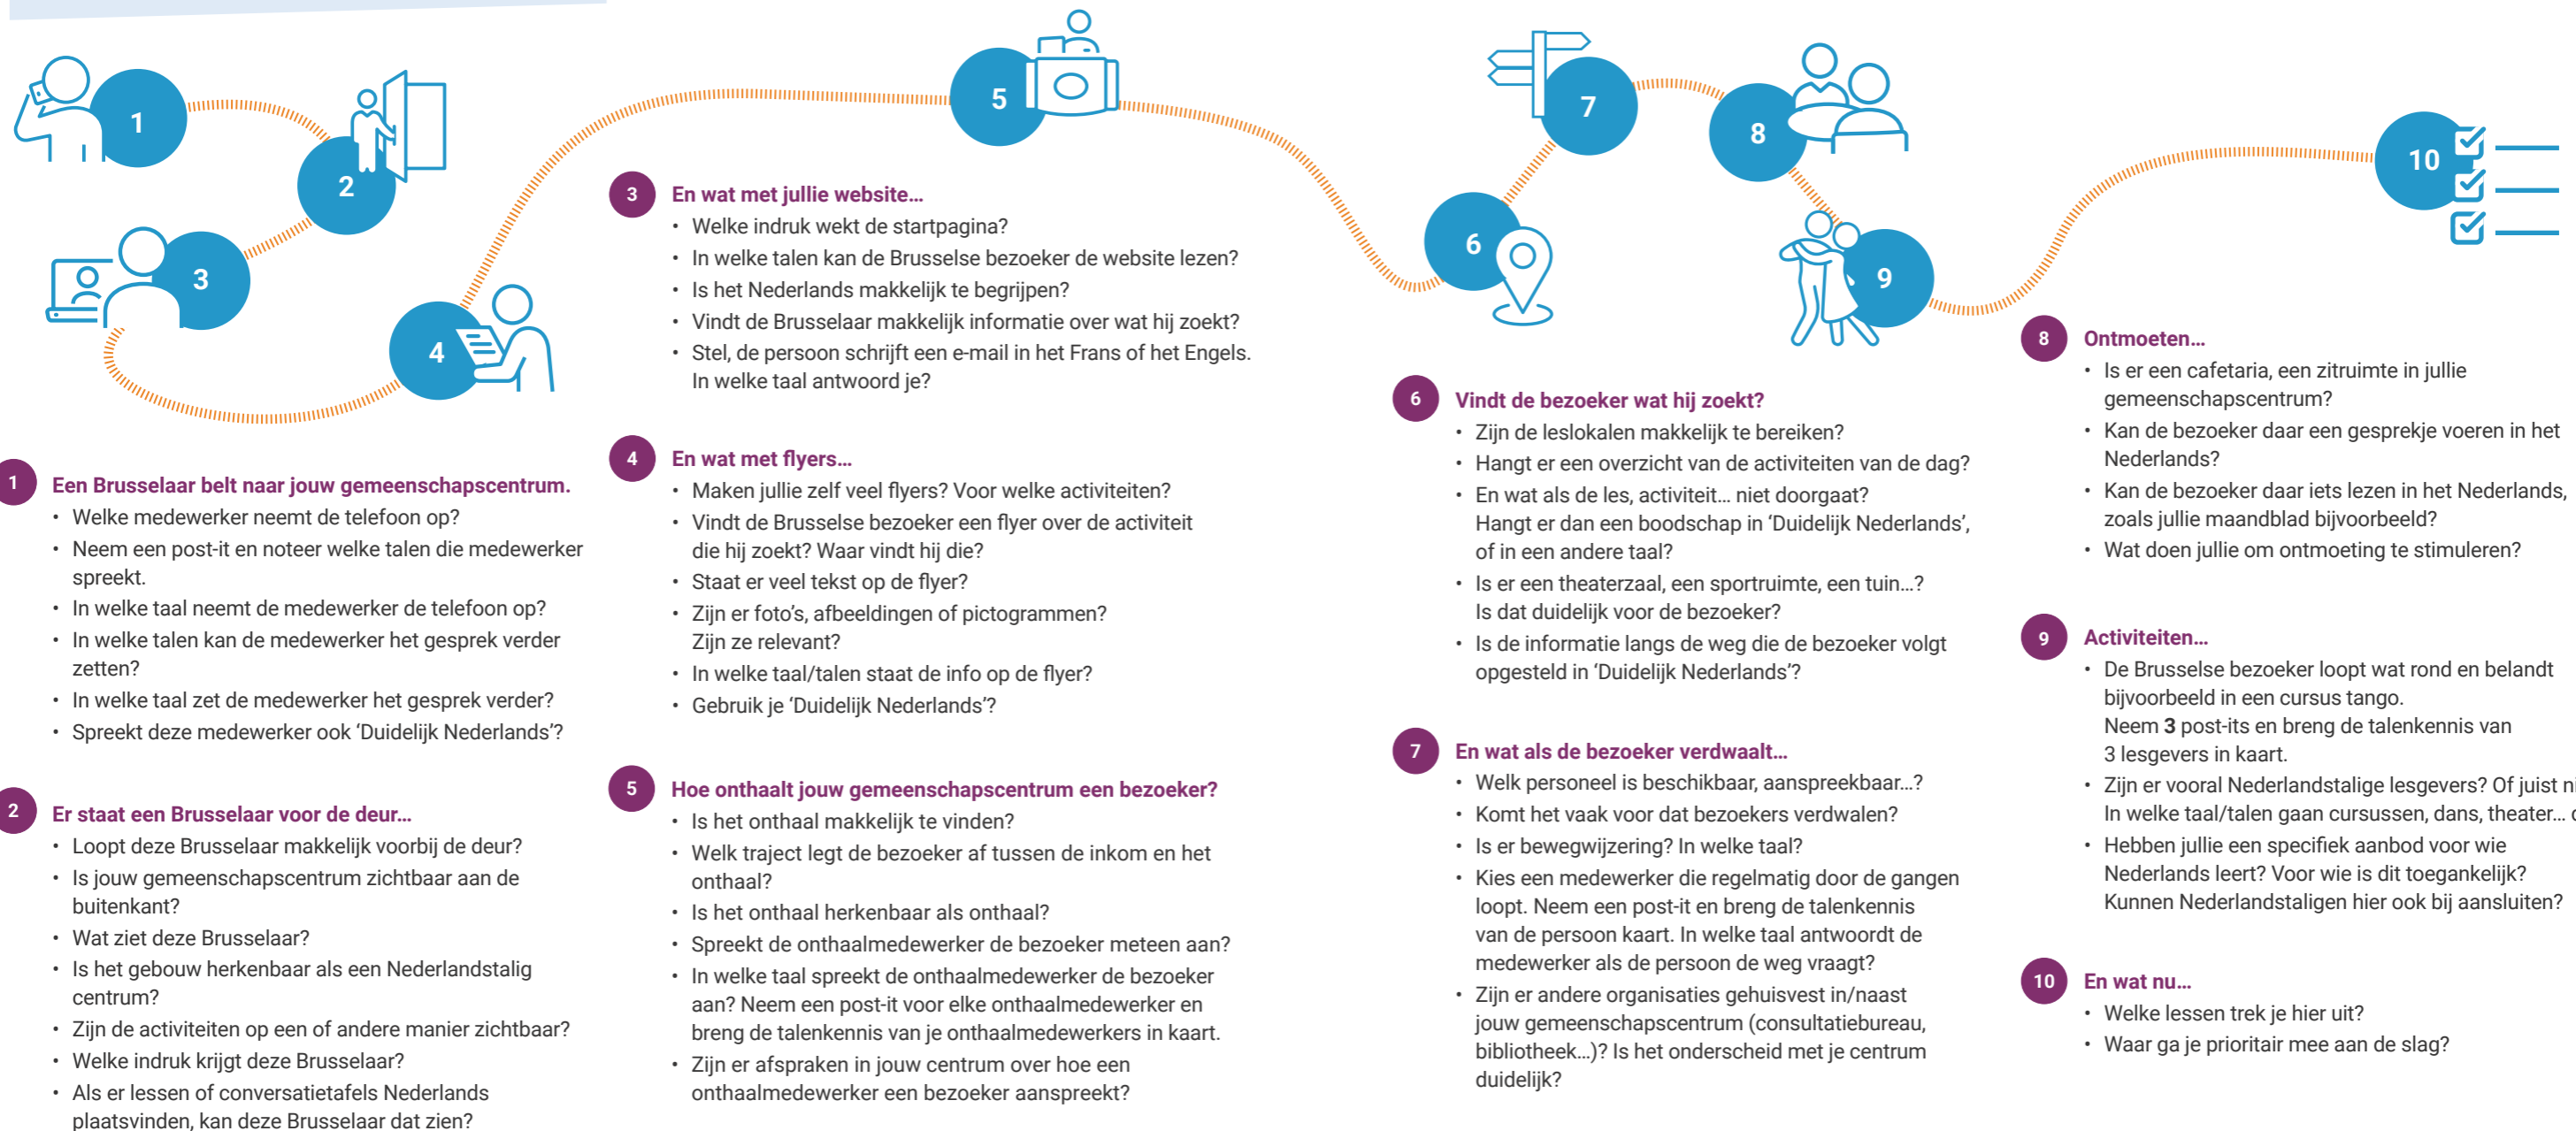 1
2
3
4
5
6
7
8
9
10
1 Een Brusselaar belt naar jouw gemeenschapscentrum.
• Welke medewerker neemt de telefoon op?
• Neem een post-it en noteer welke talen die medewerker
spreekt.
• In welke taal neemt de medewerker de telefoon op?
• In welke talen kan de medewerker het gesprek verder
zetten?
• In welke taal zet de medewerker het gesprek verder?
• Spreekt deze medewerker ook ‘Duidelijk Nederlands’?
2 Er staat een Brusselaar voor de deur…
• Loopt deze Brusselaar makkelijk voorbij de deur?
• Is jouw gemeenschapscentrum zichtbaar aan de
buitenkant?
• Wat ziet deze Brusselaar?
• Is het gebouw herkenbaar als een Nederlandstalig
centrum?
• Zijn de activiteiten op een of andere manier zichtbaar?
• Welke indruk krijgt deze Brusselaar?
• Als er lessen of conversatietafels Nederlands
plaatsvinden, kan deze Brusselaar dat zien?
3 En wat met jullie website…
• Welke indruk wekt de startpagina?
• In welke talen kan de Brusselse bezoeker de website lezen?
• Is het Nederlands makkelijk te begrijpen?
• Vindt de Brusselaar makkelijk informatie over wat hij zoekt?
• Stel, de persoon schrijft een e-mail in het Frans of het Engels.
In welke taal antwoord je?
4 En wat met flyers…
• Maken jullie zelf veel flyers? Voor welke activiteiten?
• Vindt de Brusselse bezoeker een flyer over de activiteit
die hij zoekt? Waar vindt hij die?
• Staat er veel tekst op de flyer?
• Zijn er foto’s, afbeeldingen of pictogrammen?
Zijn ze relevant?
• In welke taal/talen staat de info op de flyer?
• Gebruik je ‘Duidelijk Nederlands’?
5 Hoe onthaalt jouw gemeenschapscentrum een bezoeker?
• Is het onthaal makkelijk te vinden?
• Welk traject legt de bezoeker af tussen de inkom en het
onthaal?
• Is het onthaal herkenbaar als onthaal?
• Spreekt de onthaalmedewerker de bezoeker meteen aan?
• In welke taal spreekt de onthaalmedewerker de bezoeker
aan? Neem een post-it voor elke onthaalmedewerker en
breng de talenkennis van je onthaalmedewerkers in kaart.
• Zijn er afspraken in jouw centrum over hoe een
onthaalmedewerker een bezoeker aanspreekt?
6 Vindt de bezoeker wat hij zoekt?
• Zijn de leslokalen makkelijk te bereiken?
• Hangt er een overzicht van de activiteiten van de dag?
• En wat als de les, activiteit… niet doorgaat?
Hangt er dan een boodschap in ‘Duidelijk Nederlands’,
of in een andere taal?
• Is er een theaterzaal, een sportruimte, een tuin…?
Is dat duidelijk voor de bezoeker?
• Is de informatie langs de weg die de bezoeker volgt
opgesteld in ‘Duidelijk Nederlands’?
7 En wat als de bezoeker verdwaalt…
• Welk personeel is beschikbaar, aanspreekbaar…?
• Komt het vaak voor dat bezoekers verdwalen?
• Is er bewegwijzering? In welke taal?
• Kies een medewerker die regelmatig door de gangen
loopt. Neem een post-it en breng de talenkennis
van de persoon kaart. In welke taal antwoordt de
medewerker als de persoon de weg vraagt?
• Zijn er andere organisaties gehuisvest in/naast
jouw gemeenschapscentrum (consultatiebureau,
bibliotheek…)? Is het onderscheid met je centrum
duidelijk?
8 Ontmoeten…
• Is er een cafetaria, een zitruimte in jullie
gemeenschapscentrum?
• Kan de bezoeker daar een gesprekje voeren in het
Nederlands?
• Kan de bezoeker daar iets lezen in het Nederlands,
zoals jullie maandblad bijvoorbeeld?
• Wat doen jullie om ontmoeting te stimuleren?
9 Activiteiten…
• De Brusselse bezoeker loopt wat rond en belandt
bijvoorbeeld in een cursus tango.
Neem 3 post-its en breng de talenkennis van
3 lesgevers in kaart.
• Zijn er vooral Nederlandstalige lesgevers? Of juist
In welke taal/talen gaan cursussen, dans, theater…
• Hebben jullie een specifiek aanbod voor wie
Nederlands leert? Voor wie is dit toegankelijk?
Kunnen Nederlandstaligen hier ook bij aansluiten?
10 En wat nu…
• Welke lessen trek je hier uit?
• Waar ga je prioritair mee aan de slag?